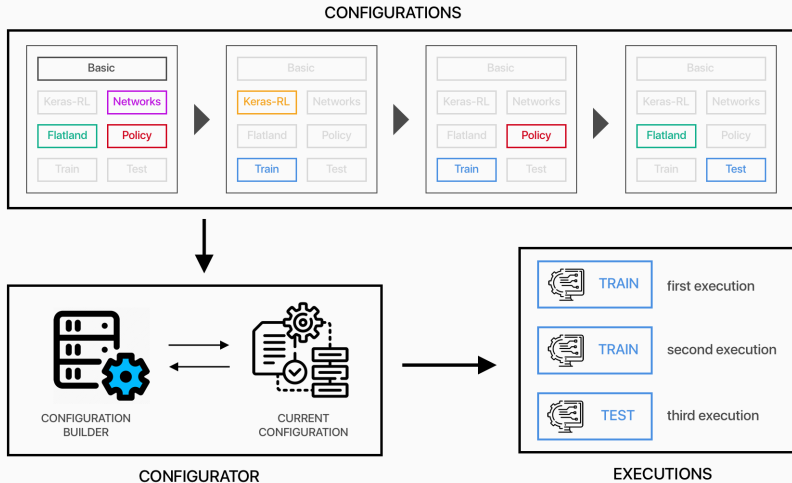 CONFIGURATIONS
Basic
Keras-RL Networks
Flatland Policy
Train Test
Basic
Keras-RL Networks
Flatland Policy
Train Test
Basic
Keras-RL Networks
Flatland Policy
Train Test
Basic
Keras-RL Networks
Flatland Policy
Train Test
CONFIGURATION
BUILDER
CURRENT
CONFIGURATION
CONFIGURATOR
TRAIN first execution
TRAIN second execution
TEST third execution
EXECUTIONS